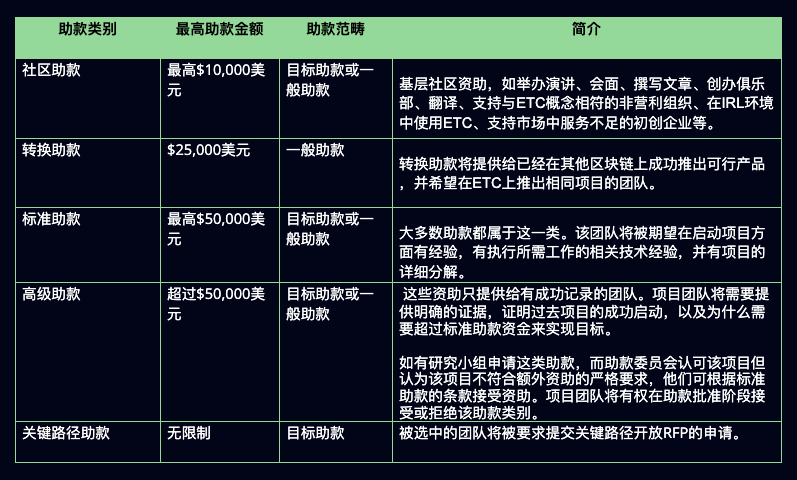 助款类别 最高助款金额 助款范畴 简介
社区助款 最高$10,000美 目标助款或一
元 般助款
基层社区资助，如举办演讲、会面、撰写文章、创办俱乐
部、翻译、支持与ETC概念相符的非营利组织、在IRL环境
中使用ETC、支持市场中服务不足的初创企业等。
转换助款 $25,000美元 一般助款
转换助款将提供给已经在其他区块链上成功推出可行产品
，并希望在ETC上推出相同项目的团队。
标准助款 最高$50,000美 目标助款或一
元 般助款
大多数助款都属于这一类。该团队将被期望在启动项目方
面有经验，有执行所需工作的相关技术经验，并有项目的
详细分解。
高级助款 超过$50,000美 目标助款或一
元 般助款
这些资助只提供给有成功记录的团队。项目团队将需要提
供明确的证据，证明过去项目的成功启动，以及为什么需
要超过标准助款资金来实现目标。
如有研究小组申请这类助款，而助款委员会认可该项目但
认为该项目不符合额外资助的严格要求，他们可根据标准
助款的条款接受资助。项目团队将有权在助款批准阶段接
受或拒绝该助款类别。
关键路径助款 无限制 目标助款 被选中的团队将被要求提交关键路径开放RFP的申请。